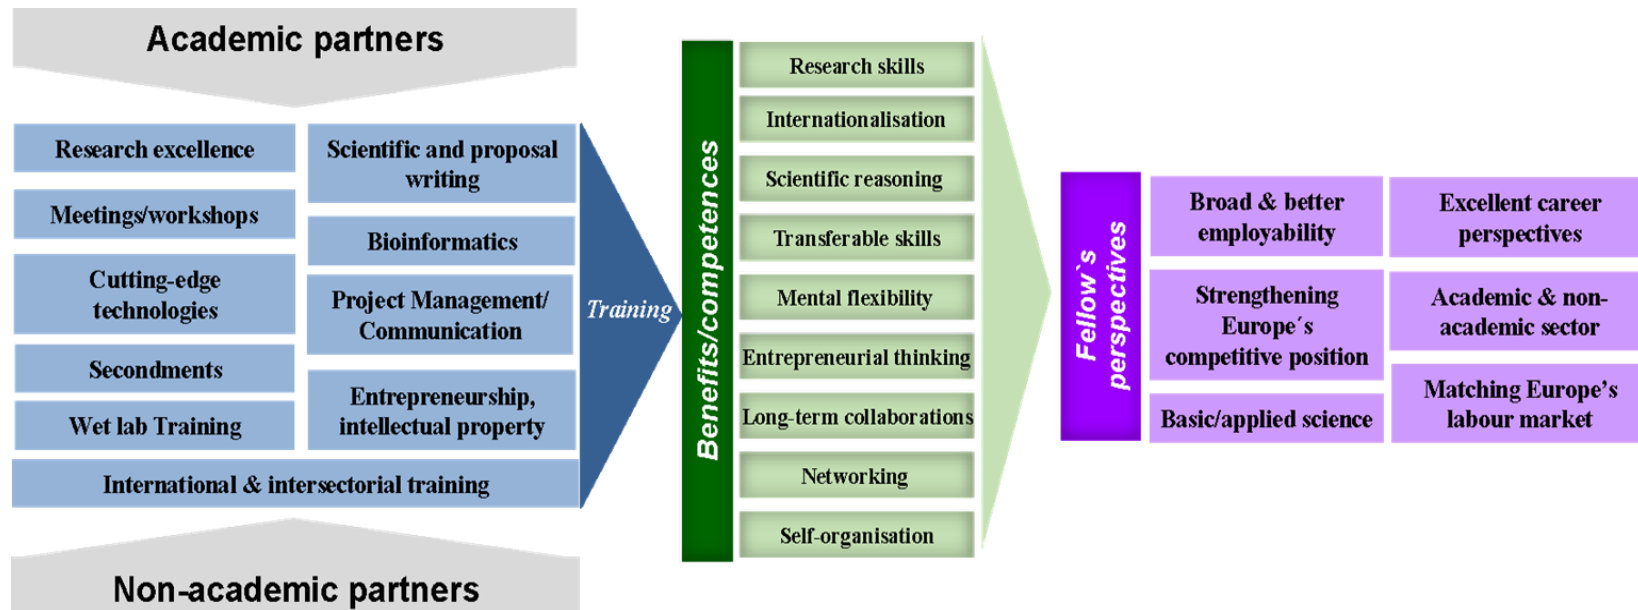 Academic partners
Research excellence
Meetings/workshops
Cutting-edge
technologies
Secondments
Wet lab Training
Scientific and proposal
writing
Bioinformatics
Project Management/
Communication
Entrepreneurship,
intellectual property
International & intersectorial training
Non-academic partners
Training
Benefits/competences
Research skills
Internationalisation
Scientific reasoning
Transferable skills
Mental flexibility
Entrepreneurial thinking
Long-term collaborations
Networking
Self-organisation
Fellow`s
perspectives
Broad & better
employability
Strengthening
Europe´s
competitive position
Basic/applied science
Excellent career
perspectives
Academic & non-
academic sector
Matching Europe’s
labour market